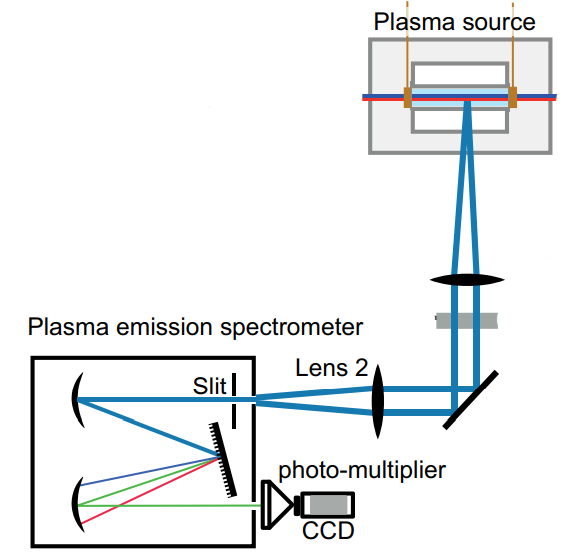 Plasma source
Plasma emission spectrometer
Lens 2
Slit
photo-multiplier
CCD